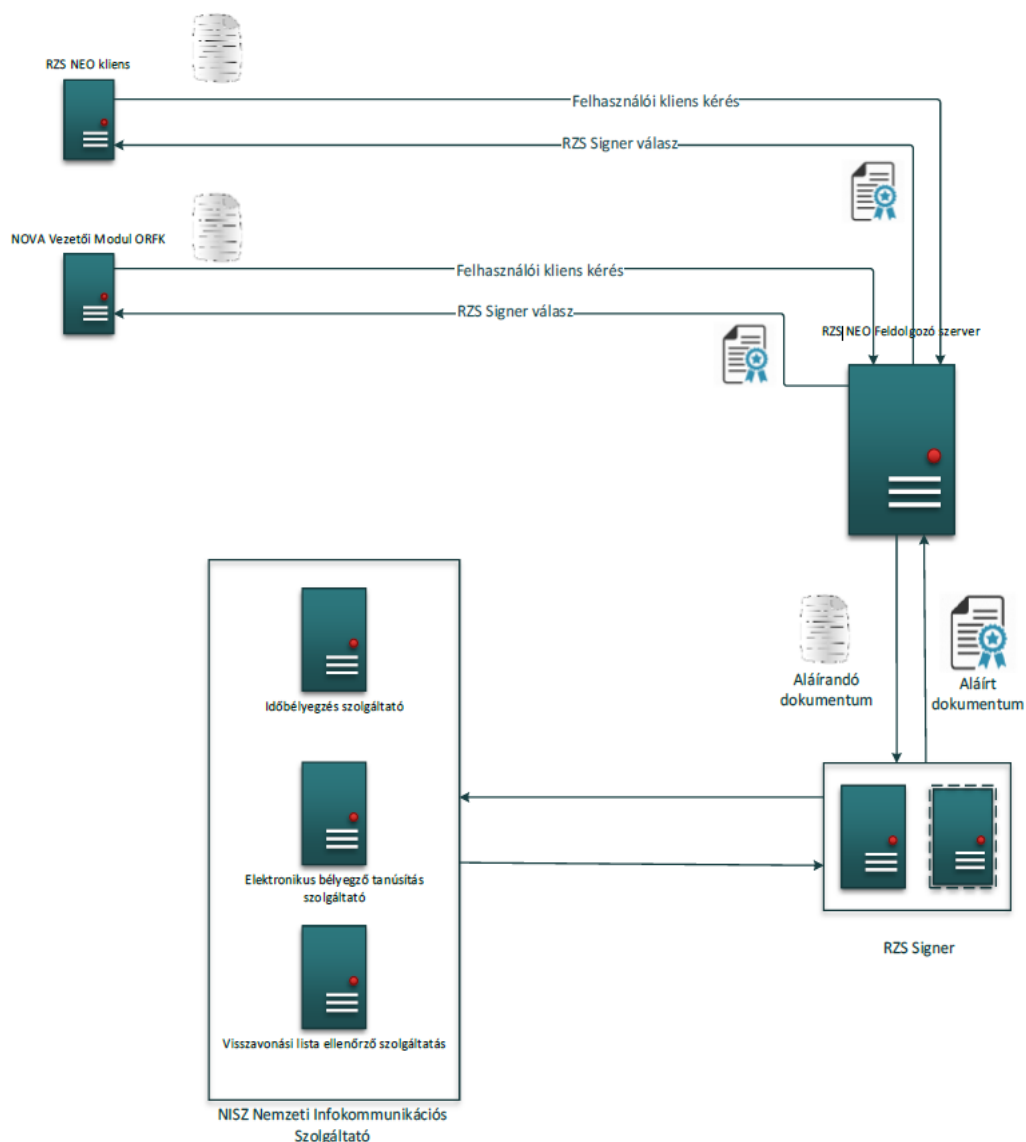 RZS NEO kliens
Felhasználói kliens kérés
RZS Signer válasz
NOVA Vezetői Modul ORFK
Felhasználói kliens kérés
RZS Signer válasz
RZS NEO Feldolgozó szerver
Időbélyegzés szolgáltató
Aláírandó
dokumentum
Aláírt
dokumentum
Elektronikus bélyegző tanúsítás
szolgáltató
RZS Signer
Visszavonási lista ellenőrző szolgáltatás
NISZ Nemzeti Infokommunikációs
Szolgáltató